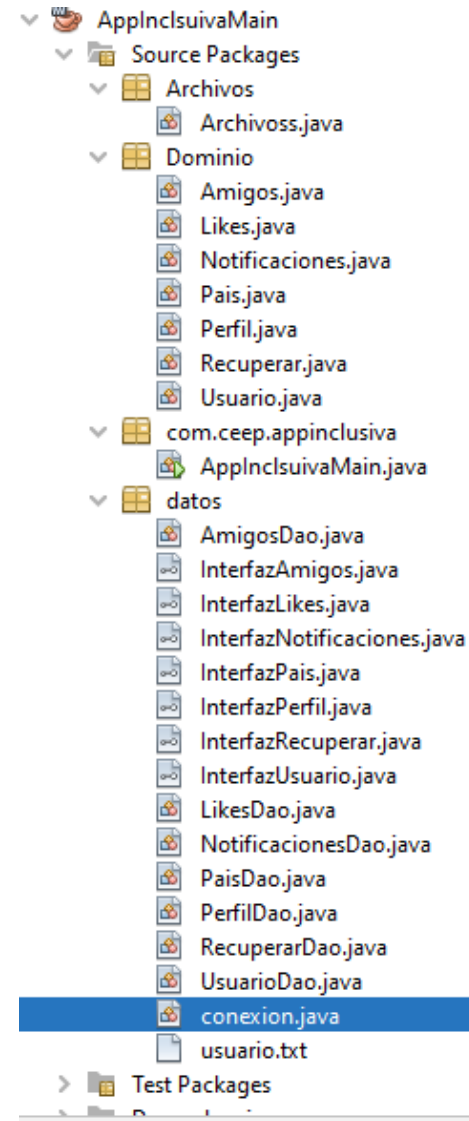 AppInclsuivaMain
Source Packages
Archivos
Archivoss.java
Dominio
Amigos.java
Likes.java
Notificaciones.java
Pais.java
Perfil.java
Recuperar.java
Usuario.java
com.ceep.appinclusiva
AppInclsuivaMain.java
datos
AmigosDao.java
InterfazAmigos.java
InterfazLikes.java
InterfazNotificaciones.java
InterfazPais.java
InterfazPerfil.java
InterfazRecuperar.java
InterfazUsuario.java
LikesDao.java
NotificacionesDao.java
PaisDao.java
PerfilDao.java
RecuperarDao.java
UsuarioDao.java
conexion.java
usuario.txt
Test Packages